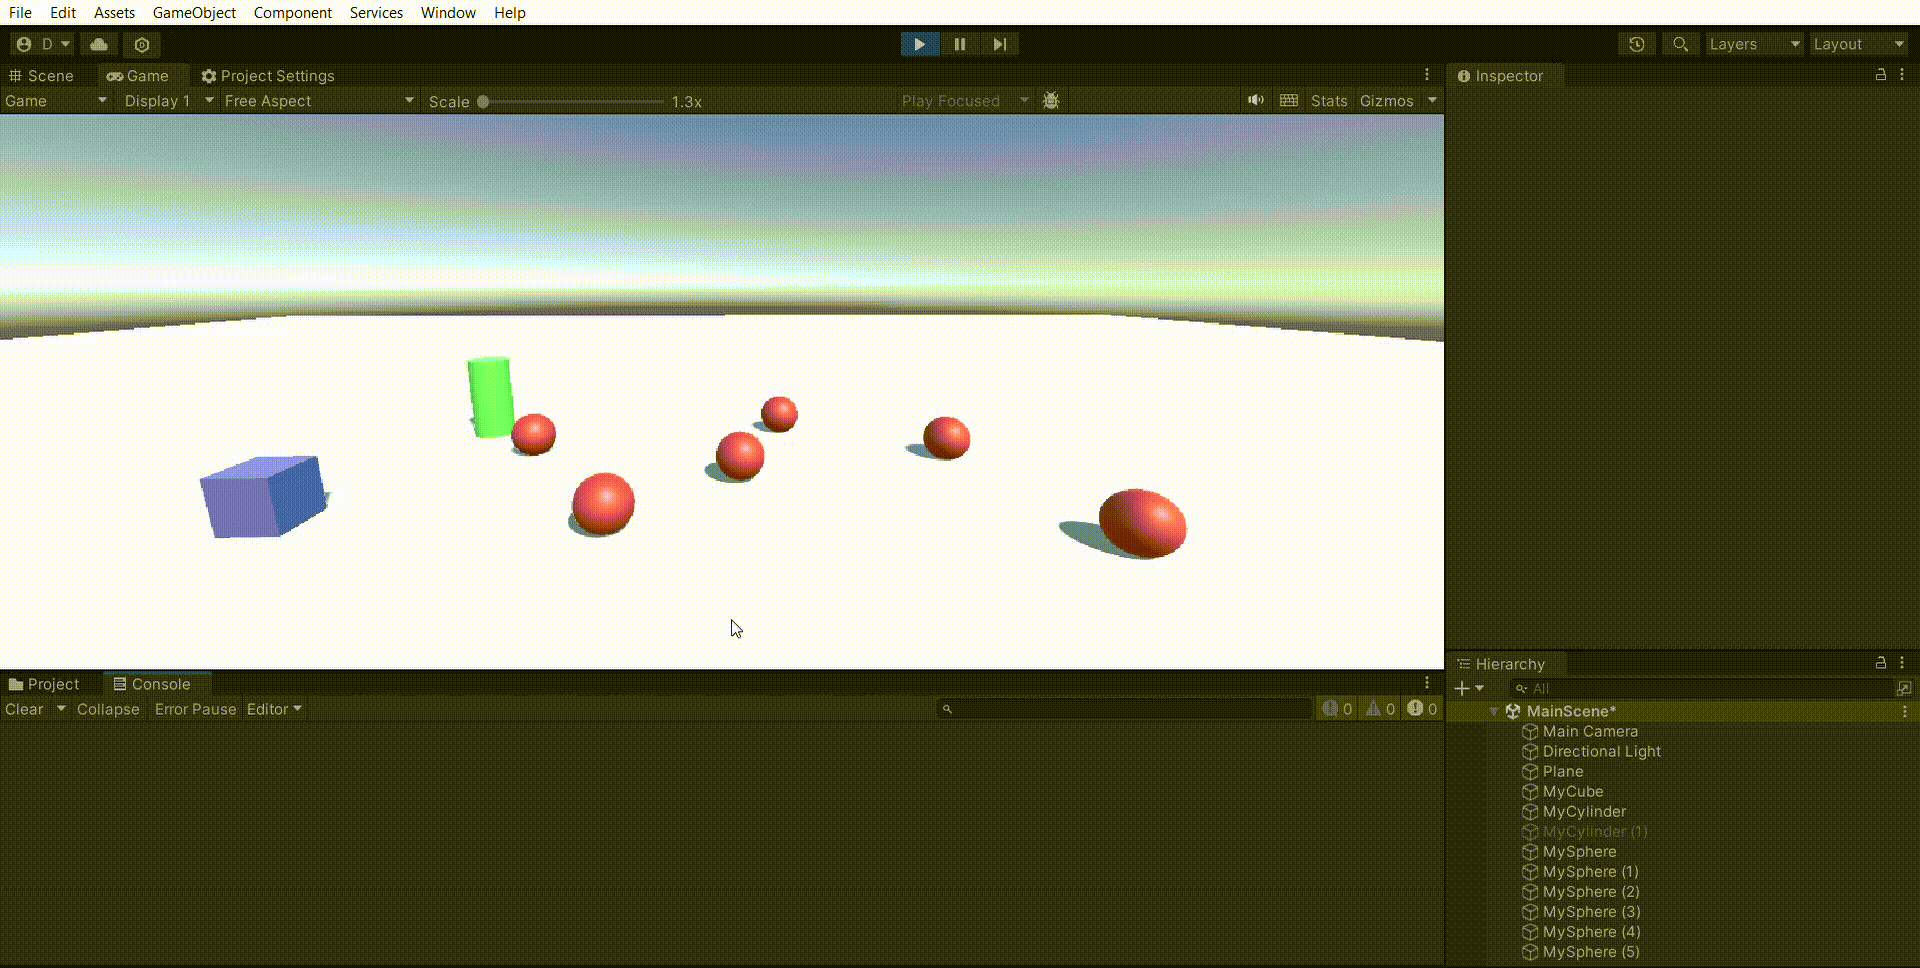 File Edit Assets GameObject Component Services Window Help
D Layers Layout
Scene Game Project Settings
Game Display 1 Free Aspect Scale 1.3x Play Focused Stats Gizmos
Inspector
Project Console
Clear Collapse Error Pause Editor 0 0 0
Hierarchy
All
MainScene*
Main Camera
Directional Light
Plane
MyCube
MyCylinder
MyCylinder (1)
MySphere
MySphere (1)
MySphere (2)
MySphere (3)
MySphere (4)
MySphere (5)